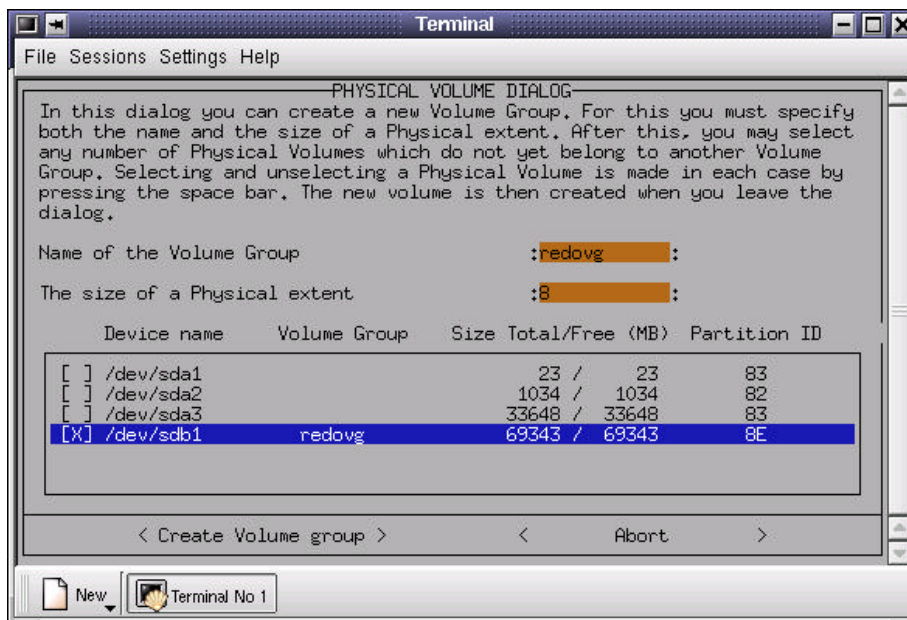 Terminal
File Sessions Settings Help
PHYSICAL VOLUME DIALOG
In this dialog you can create a new Volume Group. For this you must specify
both the name and the size of a Physical extent. After this, you may select
any number of Physical Volumes which do not yet belong to another Volume
Group. Selecting and unselecting a Physical Volume is made in each case by
pressing the space bar. The new volume is then created when you leave the
dialog.
Name of the Volume Group :redovg :
The size of a Physical extent :8 :
Device name Volume Group Size Total/Free (MB) Partition ID
[ ] /dev/sda1 23 / 23 83
[ ] /dev/sda2 1034 / 1034 82
[ ] /dev/sda3 33648 / 33648 83
[X] /dev/sdb1 redovg 69343 / 69343 8E
< Create Volume group > < Abort >
New Terminal No 1